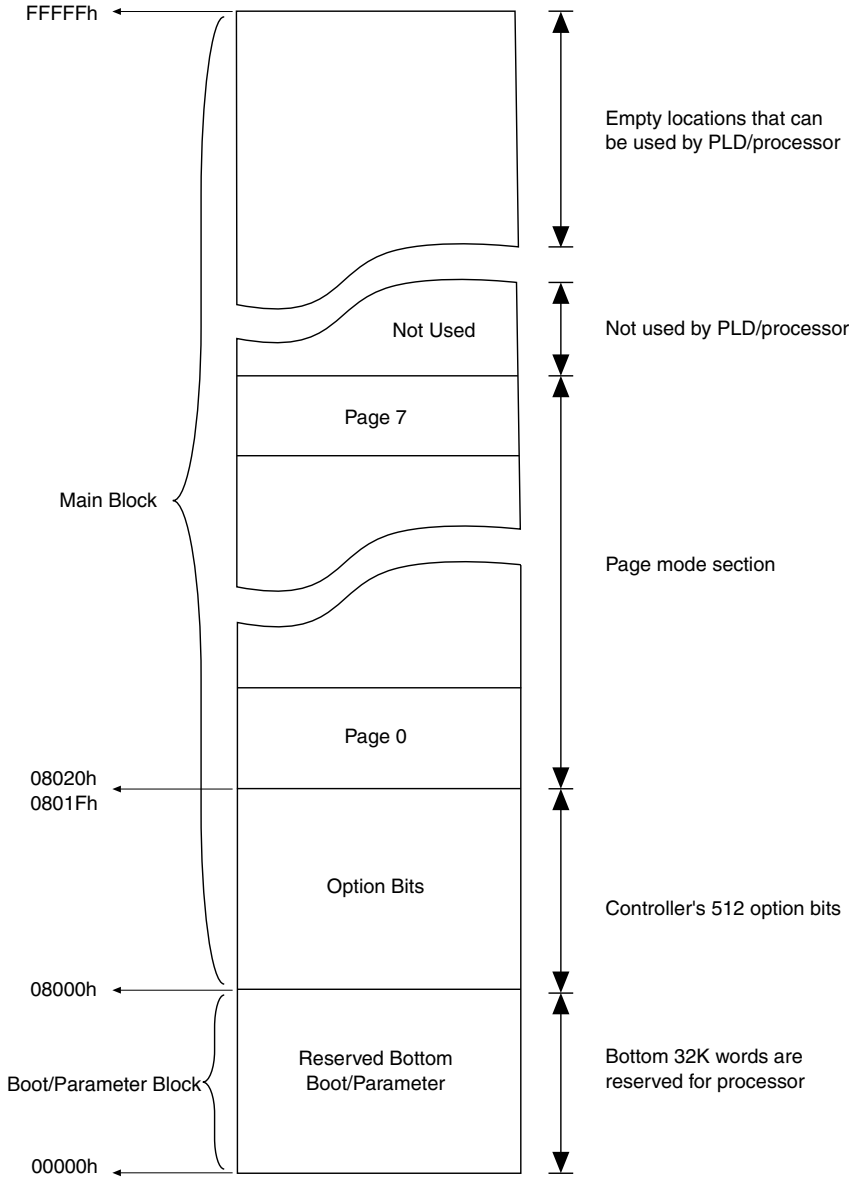 FFFFFh
Empty locations that can
be used by PLD/processor
Not Used
Not used by PLD/processor
Page 7
Main Block
Page mode section
Page 0
08020h
0801Fh
Option Bits
Controller's 512 option bits
08000h
Reserved Bottom
Boot/Parameter
Bottom 32K words are
reserved for processor
Boot/Parameter Block
00000h